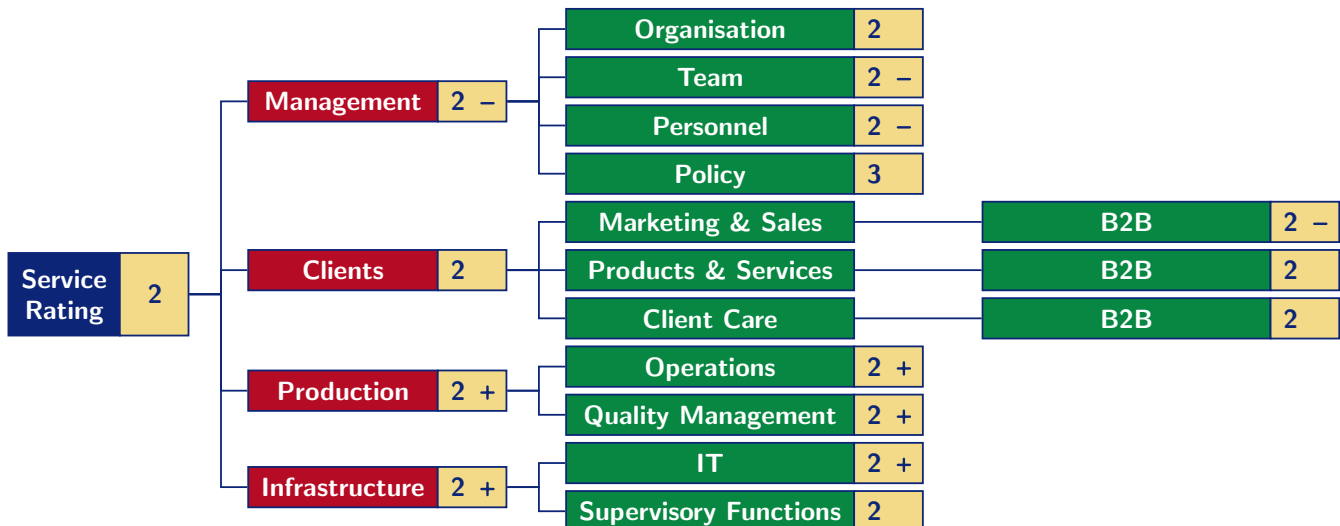 Organisation 2
Team 2 –
Management 2 –
Personnel 2 –
Policy 3
Marketing & Sales B2B 2 –
Service Rating 2
Clients 2
Products & Services B2B 2
Client Care B2B 2
Operations 2 +
Production 2 +
Quality Management 2 +
IT 2 +
Infrastructure 2 +
Supervisory Functions 2